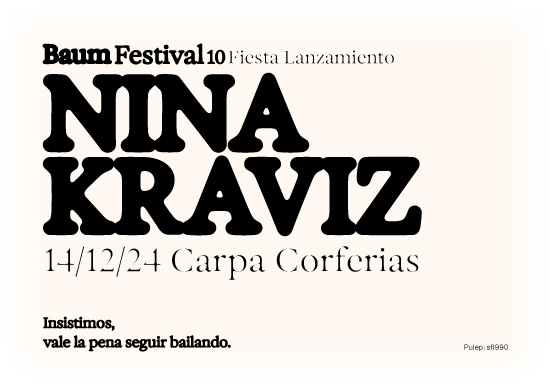 Baum Festival 10 Fiesta Lanzamiento
NINA
KRAVIZ
14/12/24 Carpa Corferias
Insistimos,
vale la pena seguir bailando.
Pulep: sfl990